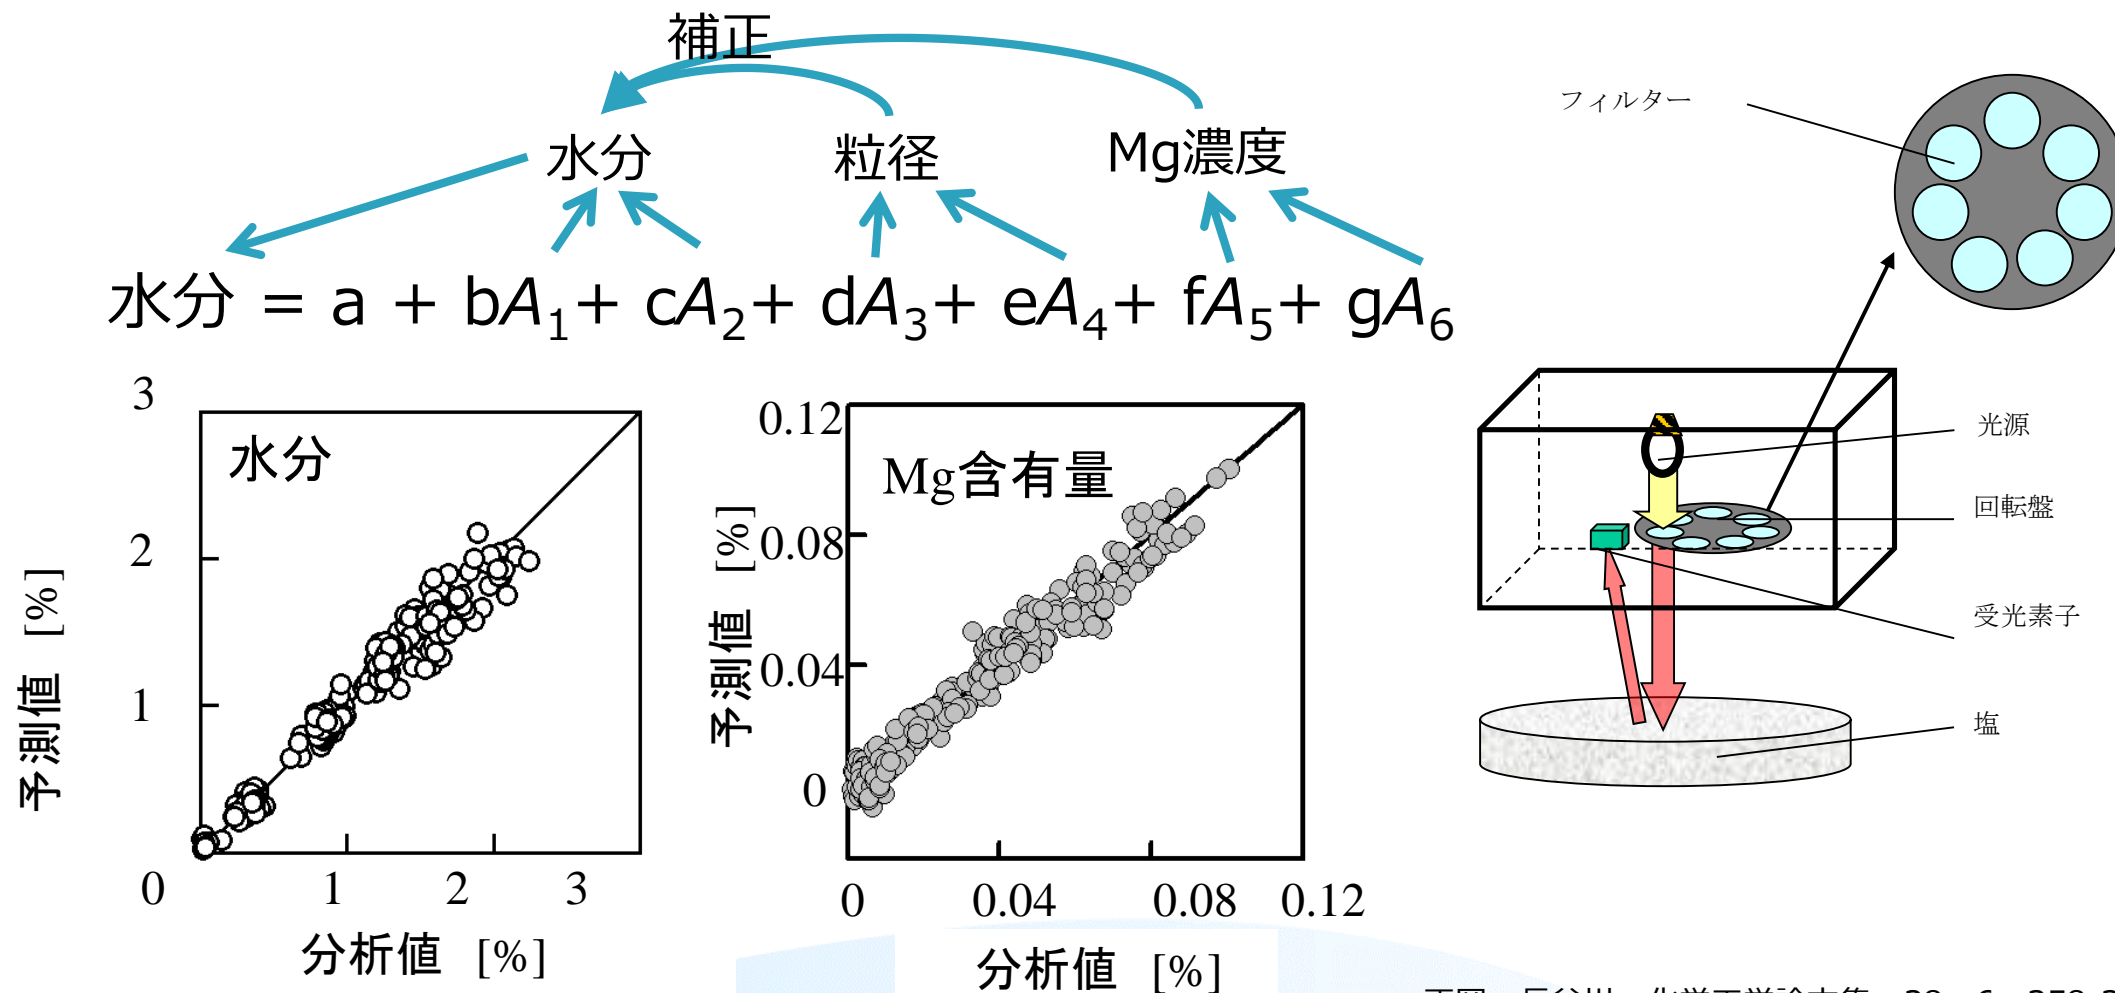 補正
水分 粒径 Mg濃度
水分 = a + bA1+ cA2+ dA3+ eA4+ fA5+ gA6
フィルター
光源
回転盤
受光素子
塩
3
2
1
0 1 2 3
水分
予測値 [%]
分析値 [%]
0.12
0.08
0.04
0
0 0.04 0.08 0.12
Mg含有量
予測値 [%]
分析値 [%]